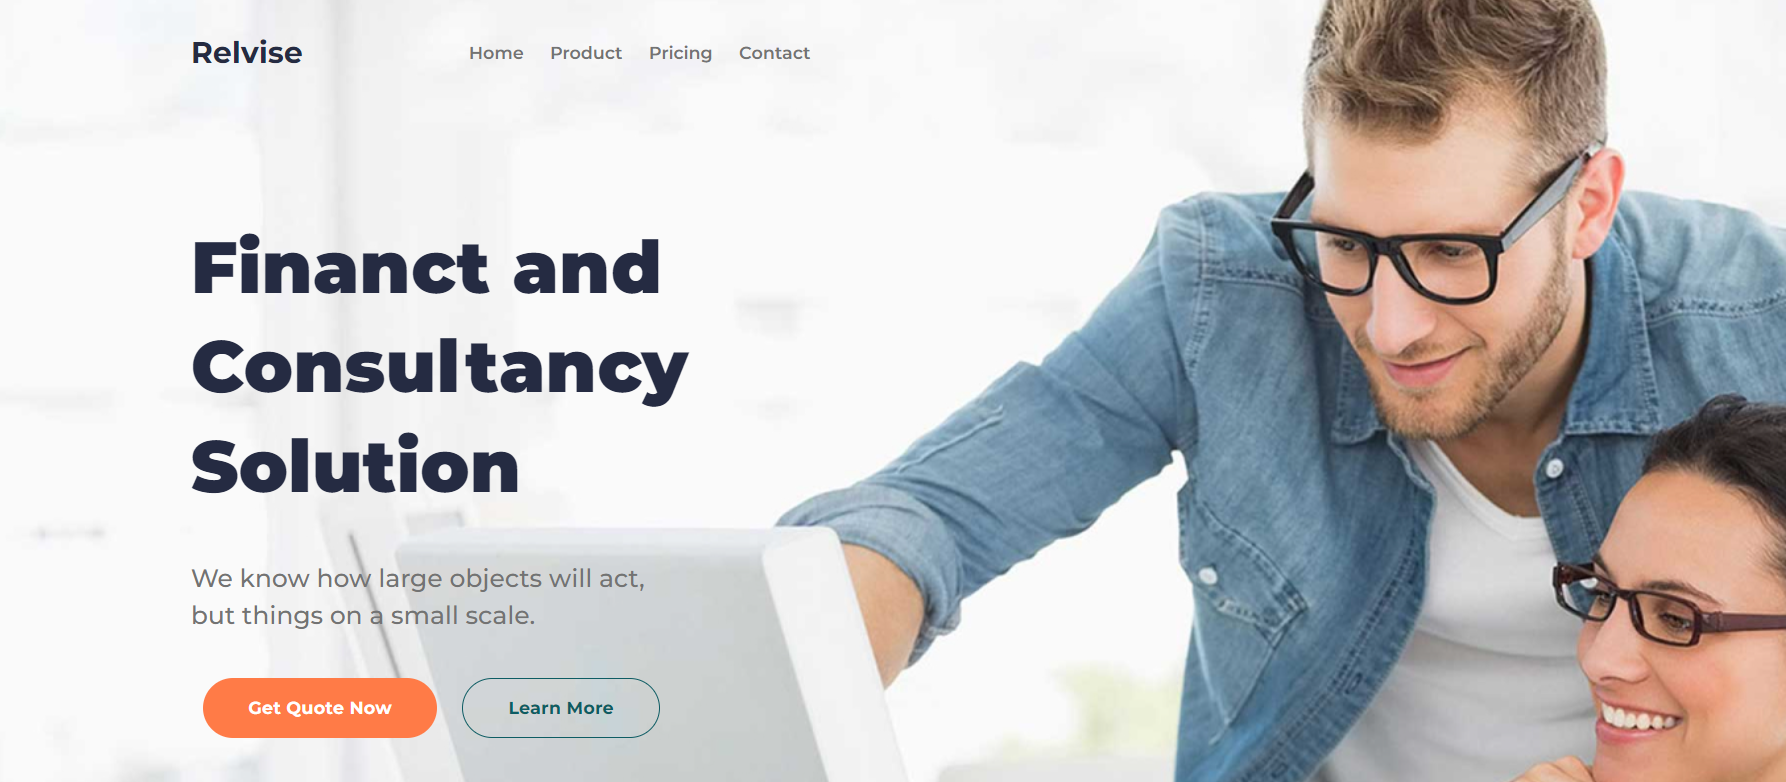 Relvise
Home Product Pricing Contact
Financt and
Consultancy
Solution
We know how large objects will act,
but things on a small scale.
Get Quote Now Learn More